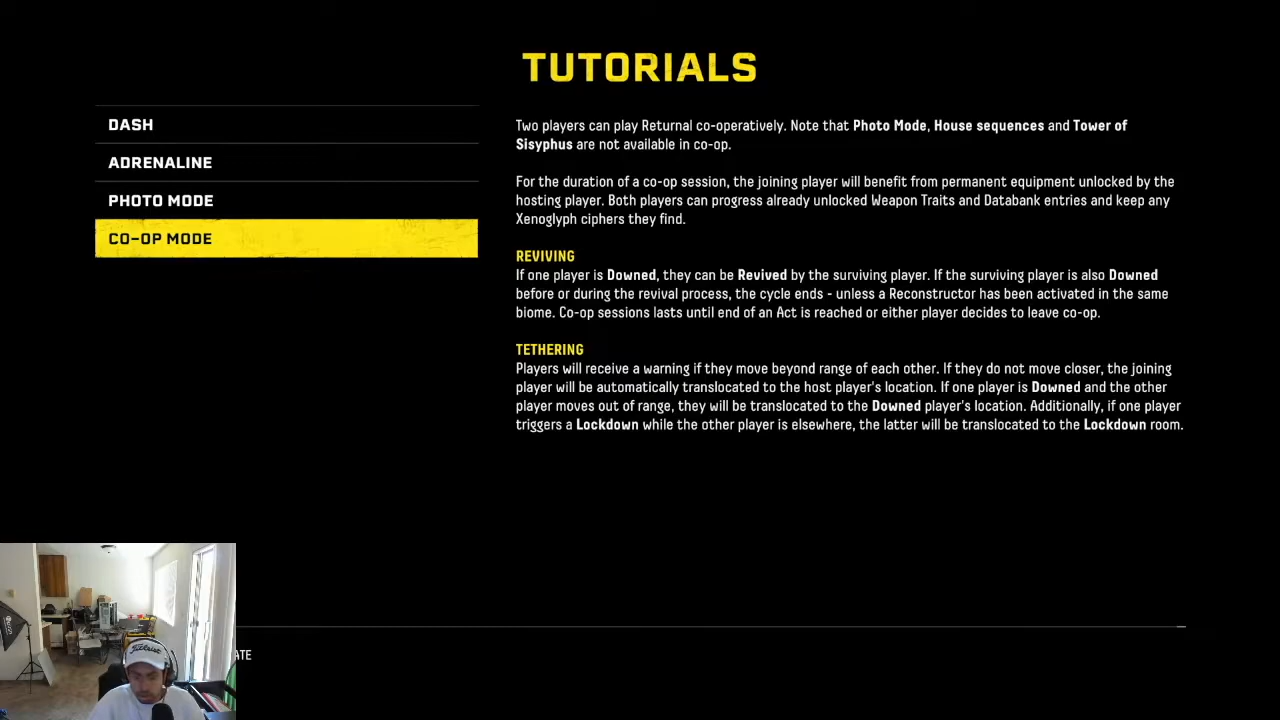 TUTORIALS
DASH
ADRENALINE
PHOTO MODE
CO-OP MODE
Two players can play Returnal co-operatively. Note that Photo Mode, House sequences and Tower of
Sisyphus are not available in co-op.
For the duration of a co-op session, the joining player will benefit from permanent equipment unlocked by the
hosting player. Both players can progress already unlocked Weapon Traits and Databank entries and keep any
Xenoglyph ciphers they find.
REVIVING
If one player is Downed, they can be Revived by the surviving player. If the surviving player is also Downed
before or during the revival process, the cycle ends - unless a Reconstructor has been activated in the same
biome. Co-op sessions lasts until end of an Act is reached or either player decides to leave co-op.
TETHERING
Players will receive a warning if they move beyond range of each other. If they do not move closer, the joining
player will be automatically translocated to the host player's location. If one player is Downed and the other
player moves out of range, they will be translocated to the Downed player's location. Additionally, if one player
triggers a Lockdown while the other player is elsewhere, the latter will be translocated to the Lockdown room.
ATE
Titleist